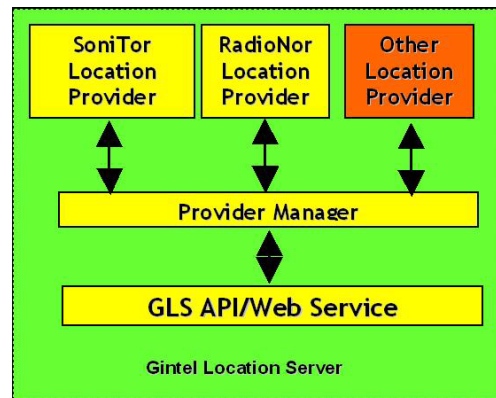 SoniTor
Location
Provider
RadioNor
Location
Provider
Other
Location
Provider
Provider Manager
GLS API/Web Service
Gintel Location Server